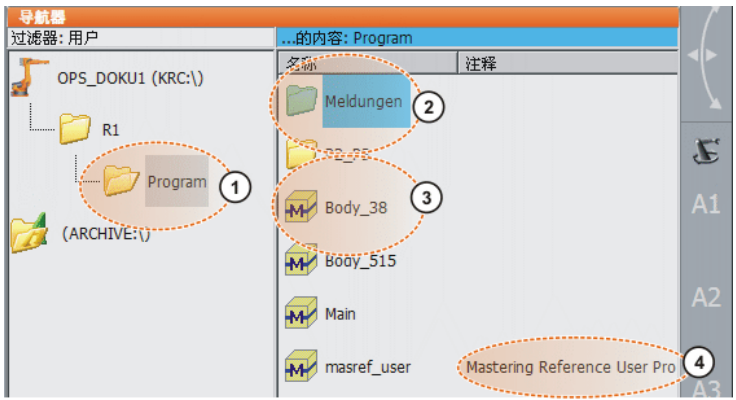 导航器
过滤器: 用户
...的内容: Program
名称
注释
OPS_DOKU1 (KRC:\)
R1
Program
(ARCHIVE:\)
Meldungen
Body_38
Body_515
Main
masref_user
Mastering Reference User Pro
1
2
3
4
A1
A2
A3